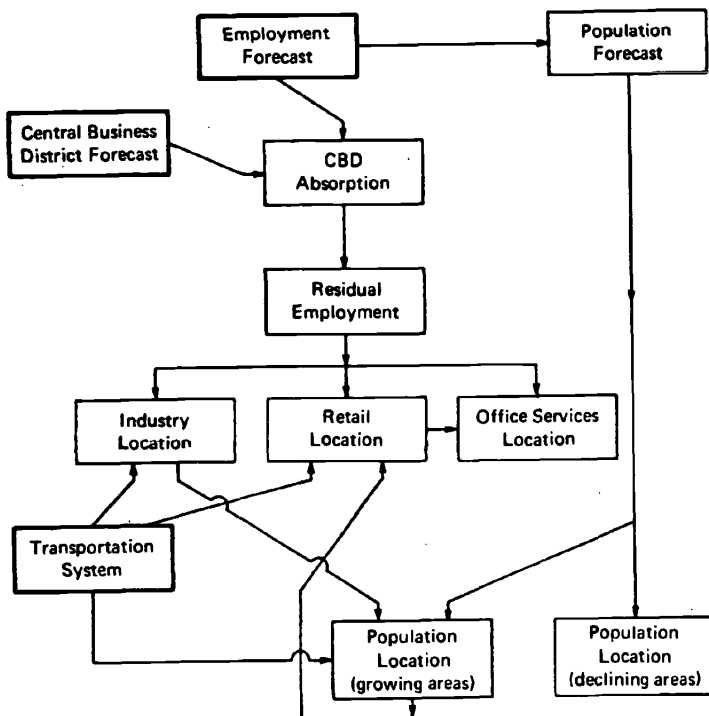 Employment
Forecast
Population
Forecast
Central Business
District Forecast
CBD
Absorption
Residual
Employment
Industry
Location
Retail
Location
Office Services
Location
Transportation
System
Population
Location
(growing areas)
Population
Location
(declining areas)